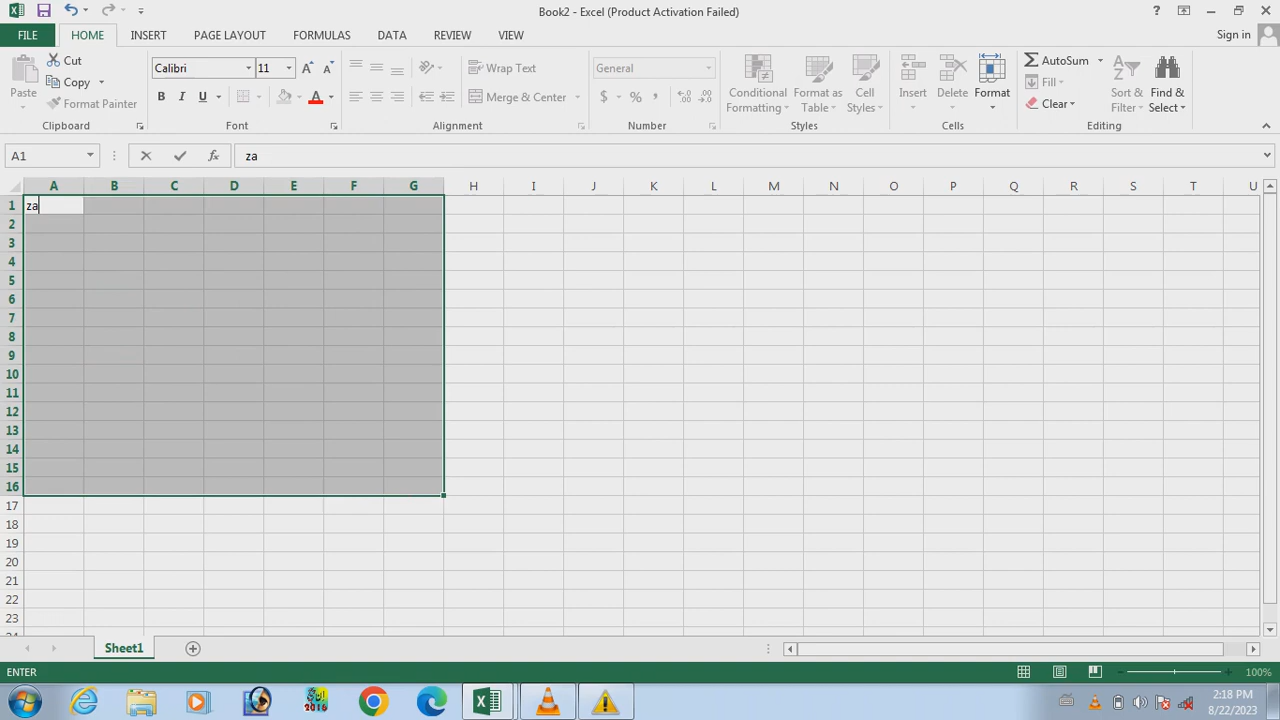 Book2 - Excel (Product Activation Failed)
FILE HOME INSERT PAGE LAYOUT FORMULAS DATA REVIEW VIEW Sign in
Paste
Cut
Copy
Format Painter
Clipboard
Calibri 11
B I U
Font
Wrap Text
Merge & Center
Alignment
General
$ % ,
Number
Conditional Formatting
Format as Table
Cell Styles
Styles
Insert Delete Format
Cells
AutoSum
Fill
Clear
Sort & Filter
Find & Select
Editing
A1 fx za
A B C D E F G H I J K L M N O P Q R S T U
1 za
2
3
4
5
6
7
8
9
10
11
12
13
14
15
16
17
18
19
20
21
22
23
24
Sheet1
ENTER 100%
2:18 PM
8/22/2023